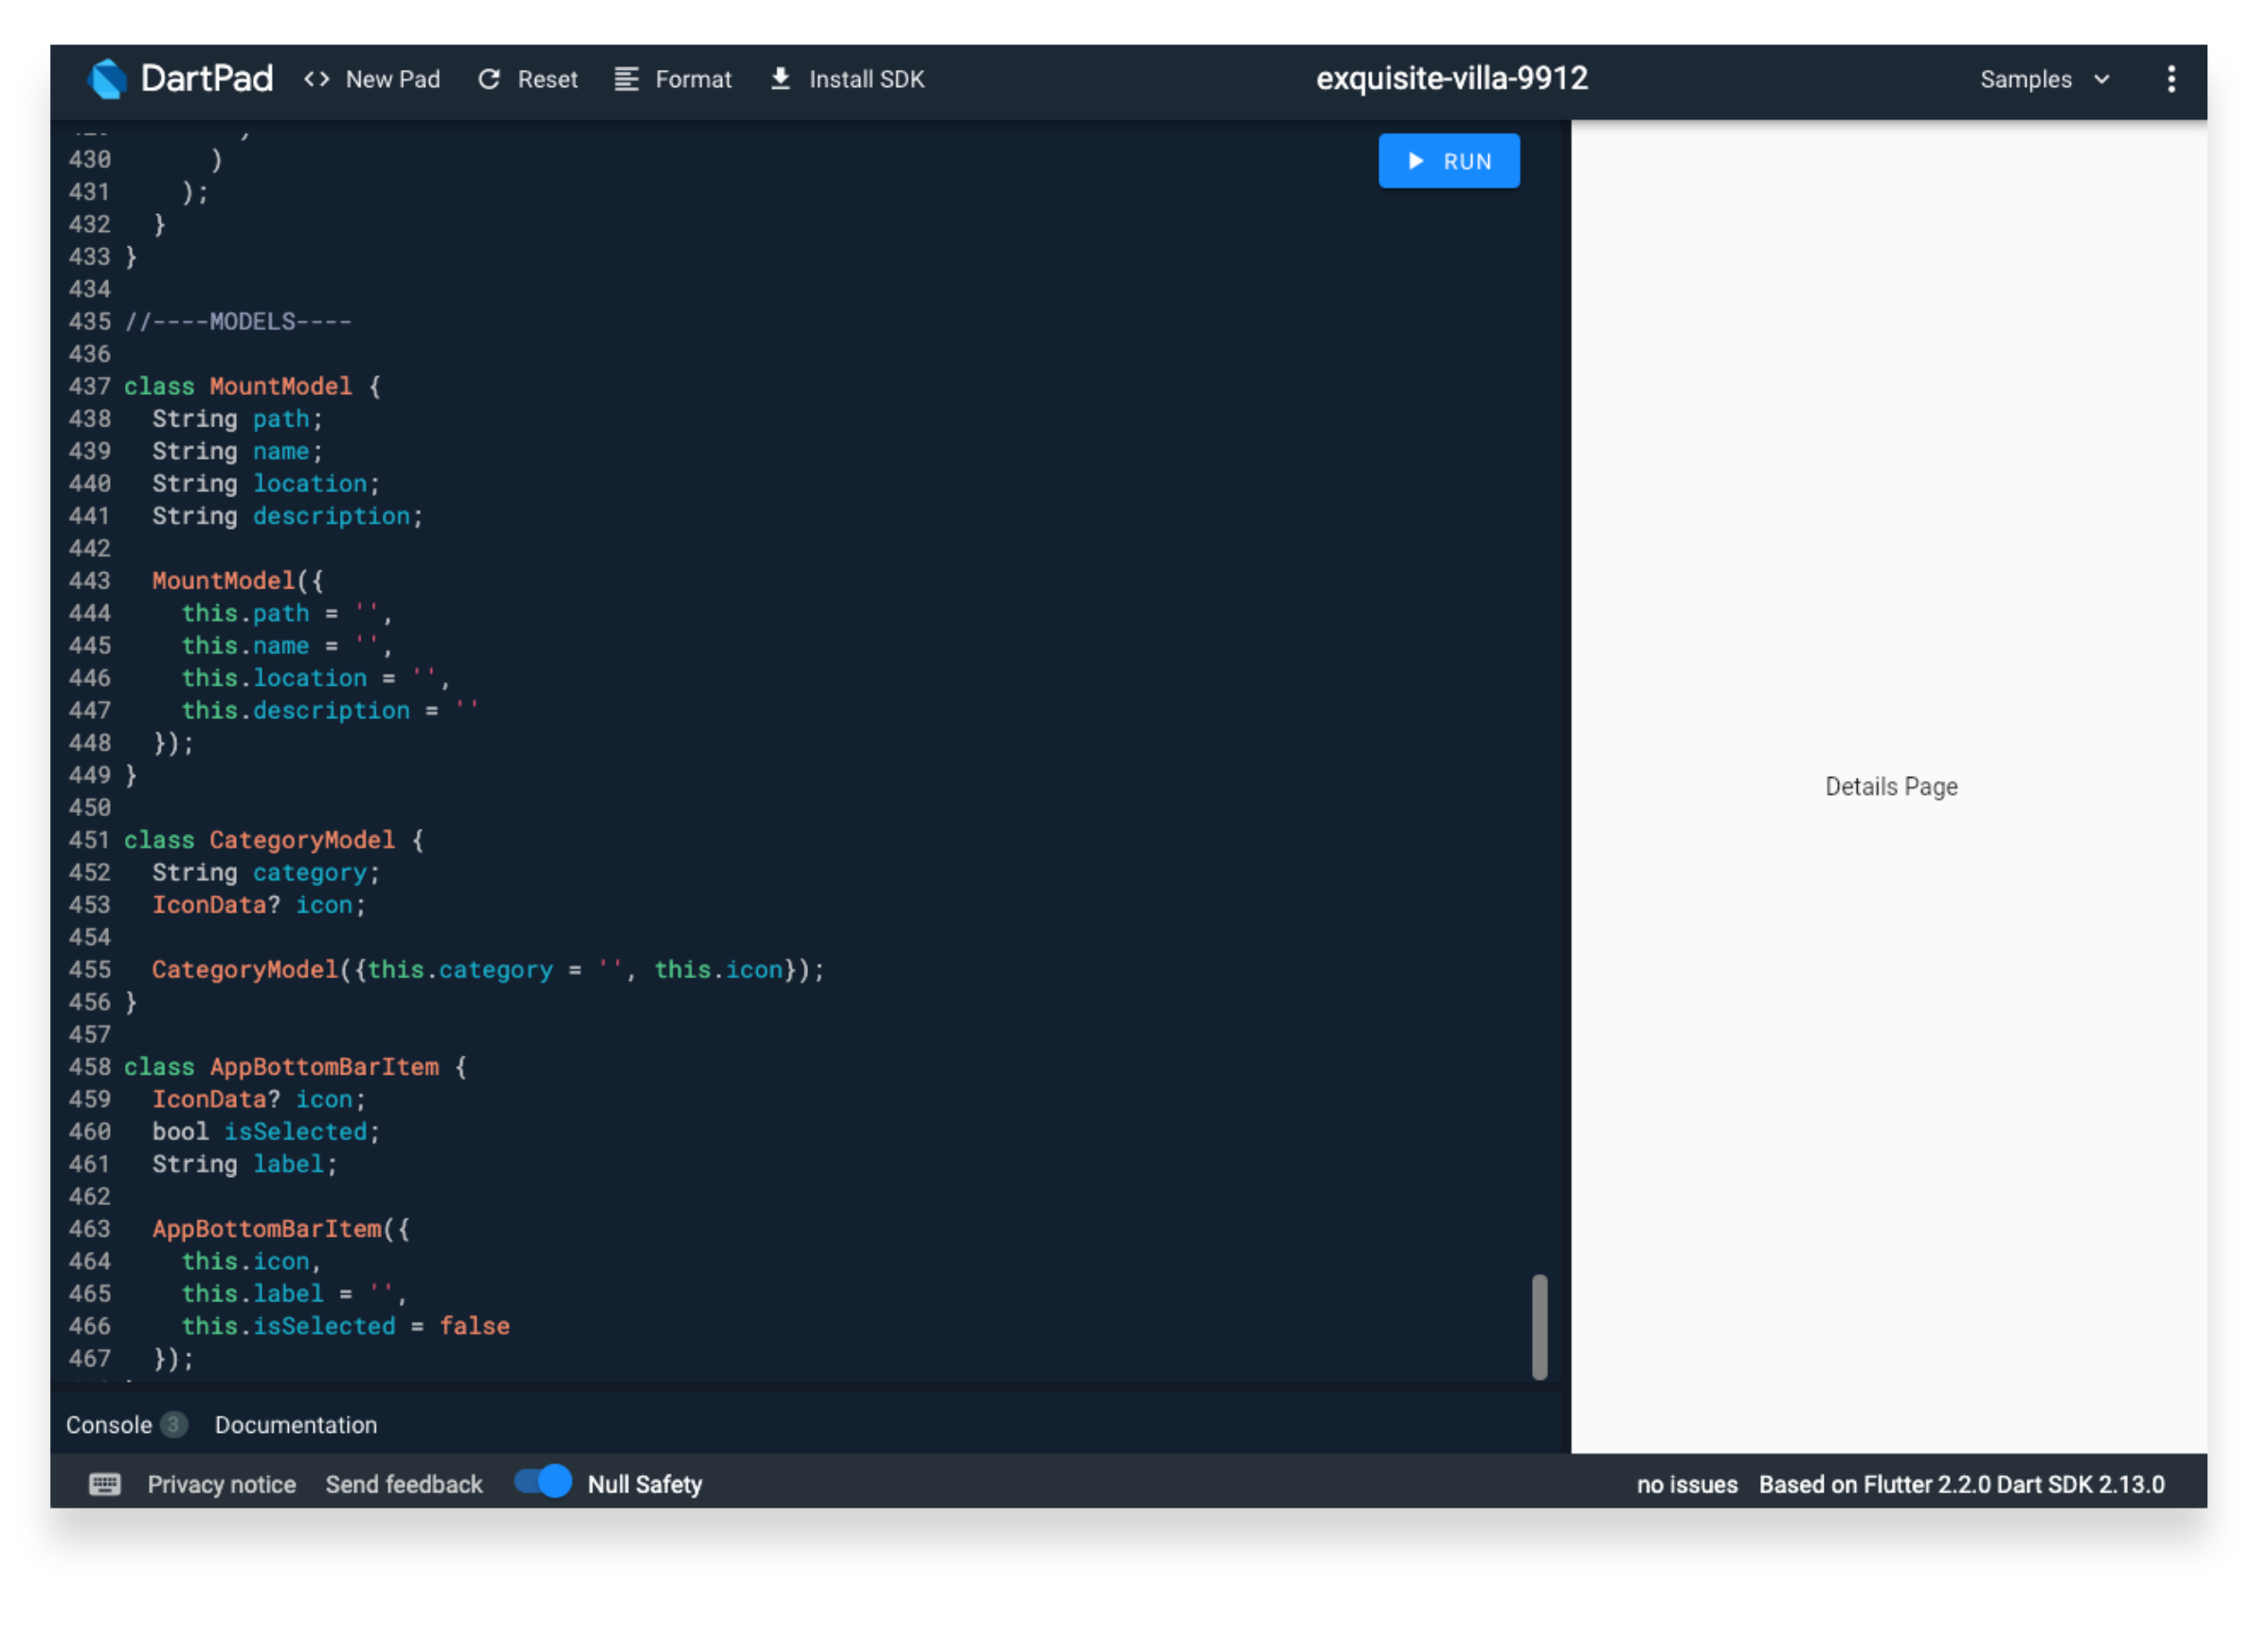 DartPad <> New Pad Reset Format Install SDK exquisite-villa-9912 Samples
RUN
430 )
431 );
432 }
433 }
434
435 //----MODELS----
436
437 class MountModel {
438 String path;
439 String name;
440 String location;
441 String description;
442
443 MountModel({
444 this.path = '',
445 this.name = '',
446 this.location = '',
447 this.description = ''
448 });
449 }
450
451 class CategoryModel {
452 String category;
453 IconData? icon;
454
455 CategoryModel({this.category = '', this.icon});
456 }
457
458 class AppBottomBarItem {
459 IconData? icon;
460 bool isSelected;
461 String label;
462
463 AppBottomBarItem({
464 this.icon,
465 this.label = '',
466 this.isSelected = false
467 });
Details Page
Console 3 Documentation
Privacy notice Send feedback Null Safety no issues Based on Flutter 2.2.0 Dart SDK 2.13.0